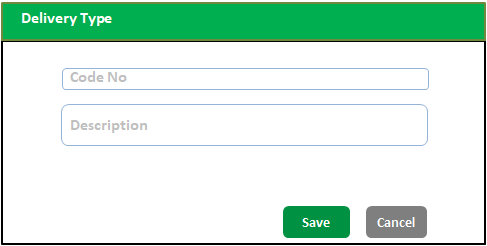 Delivery Type
Code No
Description
Save Cancel